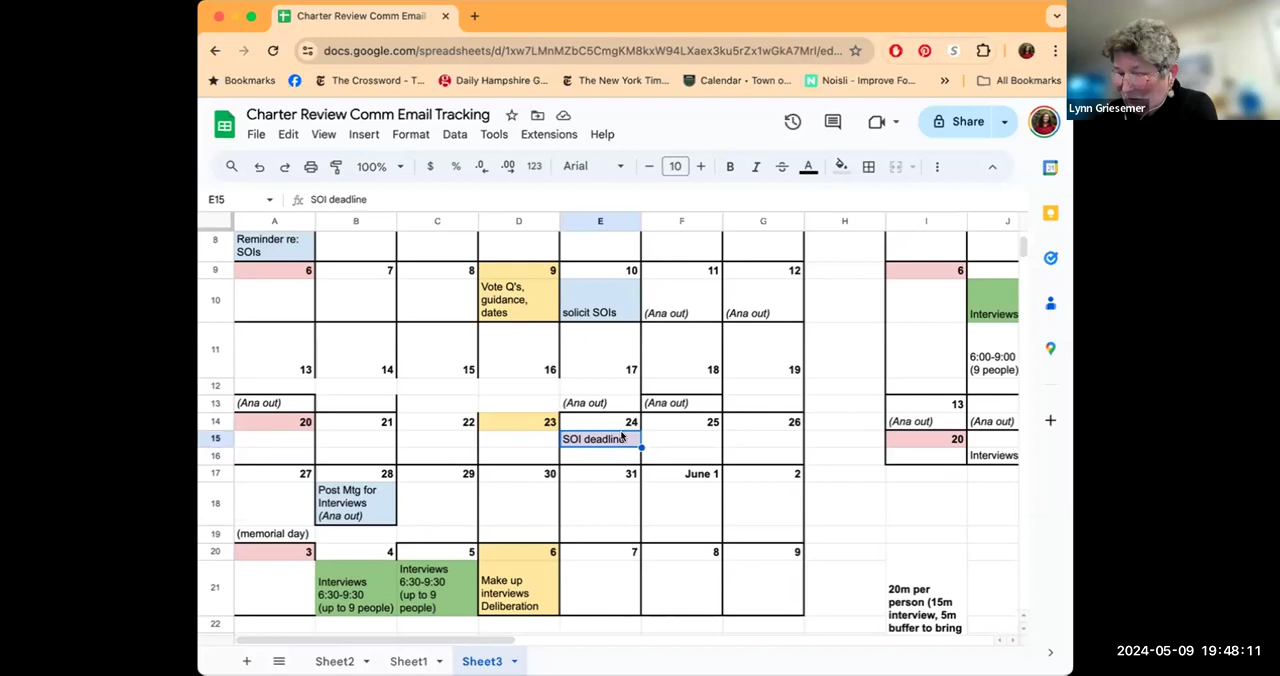 Charter Review Comm Email
docs.google.com/spreadsheets/d/1xw7LMnMZbC5CmgKM8kxW94LXaex3ku5rZx1wGkA7MrI/ed...
Bookmarks
The Crossword - T...
Daily Hampshire G...
The New York Tim...
Calendar • Town o...
Noisli - Improve Fo...
All Bookmarks
Lynn Griesemer
Charter Review Comm Email Tracking
File Edit View Insert Format Data Tools Extensions Help
Share
100% $ % .0 .00 123 Arial 10 B I A
E15 SOI deadline
A B C D E F G H I J
8 Reminder re: SOIs
9 6 7 8 9 10 11 12 6
10 Vote Q's, guidance, dates solicit SOIs (Ana out) (Ana out) Interviews
11 13 14 15 16 17 18 19 6:00-9:00 (9 people)
12
13 (Ana out) (Ana out) (Ana out) 13
14 20 21 22 23 24 25 26 (Ana out) (Ana out)
15 SOI deadline 20
16 Interviews
17 27 28 29 30 31 June 1 2
18 Post Mtg for Interviews (Ana out)
19 (memorial day)
20 3 4 5 6 7 8 9
21 Interviews 6:30-9:30 (up to 9 people) Interviews 6:30-9:30 (up to 9 people) Make up interviews Deliberation 20m per person (15m interview, 5m buffer to bring
22
Sheet2 Sheet1 Sheet3
2024-05-09 19:48:11